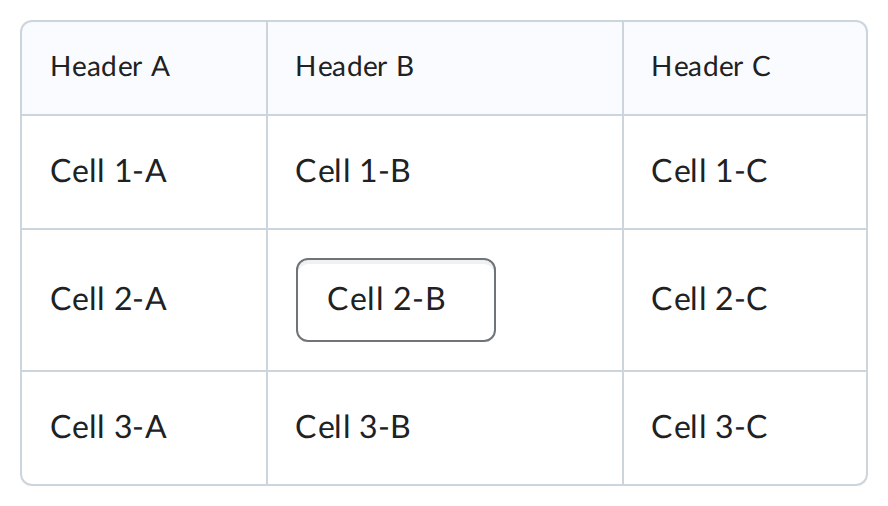 Header A Header B Header C
Cell 1-A Cell 1-B Cell 1-C
Cell 2-A Cell 2-B Cell 2-C
Cell 3-A Cell 3-B Cell 3-C